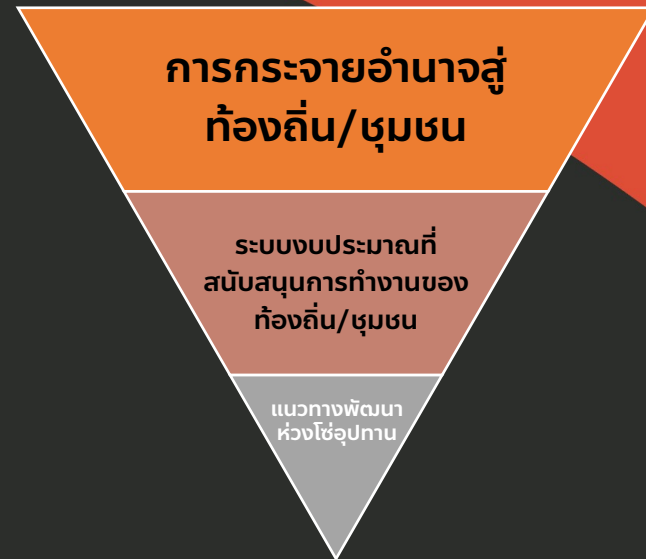 การกระจายอำนาจสู่
ท้องถิ่น/ชุมชน
ระบบงบประมาณที่
สนับสนุนการทำงานของ
ท้องถิ่น/ชุมชน
แนวทางพัฒนา
ห่วงโซ่อุปทาน